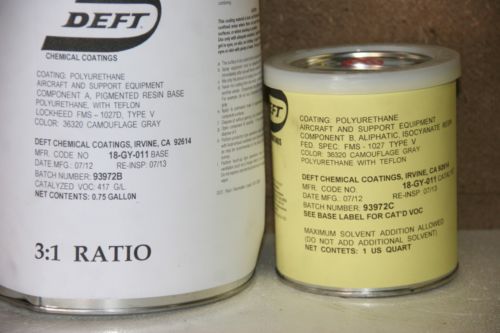 DEFT
CHEMICAL COATINGS
COATING: POLYURETHANE
AIRCRAFT AND SUPPORT EQUIPMENT
COMPONENT A, PIGMENTED RESIN BASE
POLYURETHANE, WITH TEFLON
LOCKHEED FMS - 1027D, TYPE V
COLOR: 36320 CAMOUFLAGE GRAY
DEFT CHEMICAL COATINGS, IRVINE, CA 92614
MFR. CODE NO 18-GY-011 BASE
DATE MFG.: 07/12 RE-INSP 07/13
BATCH NUMBER: 93972B
CATALYZED VOC: 417 G/L
NET CONTENTS: 0.75 GALL0N
3:1 RATIO
DEFT
COATING: POLYURETHANE
AIRCRAFT AND SUPPORT EQUIPMENT
COMPONENT B, ALIPHATIC, ISOCYANATE RESIN
FED. SPEC: FMS - 1027 TYPE V
COLOR: 36320 CAMOUFLAGE GRAY
POLYURETHANE WITH TEFLON
DEFT CHEMICAL COATINGS, IRVINE, CA 92614
MFR. CODE NO 18-GY-011
DATE MFG.: 07/12 RE-INSP 07/13
BATCH NUMBER: 93972C
SEE BASE LABEL FOR CAT'D VOC
MAXIMUM SOLVENT ADDITION ALLOWED
(DO NOT ADD ADDITIONAL SOLVENT)
NET CONTETS: 1 US QUART